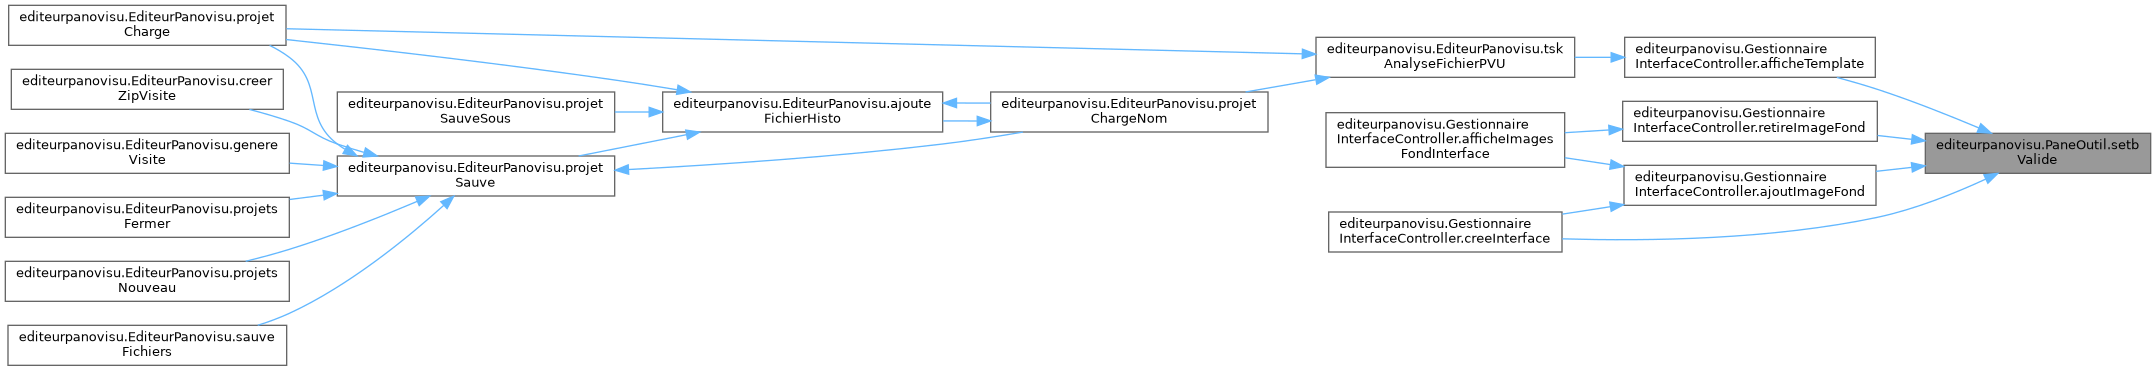 editeurpanovisu.EditeurPanovisu.projet
Charge
editeurpanovisu.EditeurPanovisu.creer
ZipVisite
editeurpanovisu.EditeurPanovisu.genere
Visite
editeurpanovisu.EditeurPanovisu.projets
Fermer
editeurpanovisu.EditeurPanovisu.projets
Nouveau
editeurpanovisu.EditeurPanovisu.sauve
Fichiers
editeurpanovisu.EditeurPanovisu.projet
SauveSous
editeurpanovisu.EditeurPanovisu.projet
Sauve
editeurpanovisu.EditeurPanovisu.ajoute
FichierHisto
editeurpanovisu.EditeurPanovisu.projet
ChargeNom
editeurpanovisu.EditeurPanovisu.tsk
AnalyseFichierPVU
editeurpanovisu.Gestionnaire
InterfaceController.afficheImages
FondInterface
editeurpanovisu.Gestionnaire
InterfaceController.creeInterface
editeurpanovisu.Gestionnaire
InterfaceController.afficheTemplate
editeurpanovisu.Gestionnaire
InterfaceController.retireImageFond
editeurpanovisu.Gestionnaire
InterfaceController.ajoutImageFond
editeurpanovisu.PaneOutil.setb
Valide